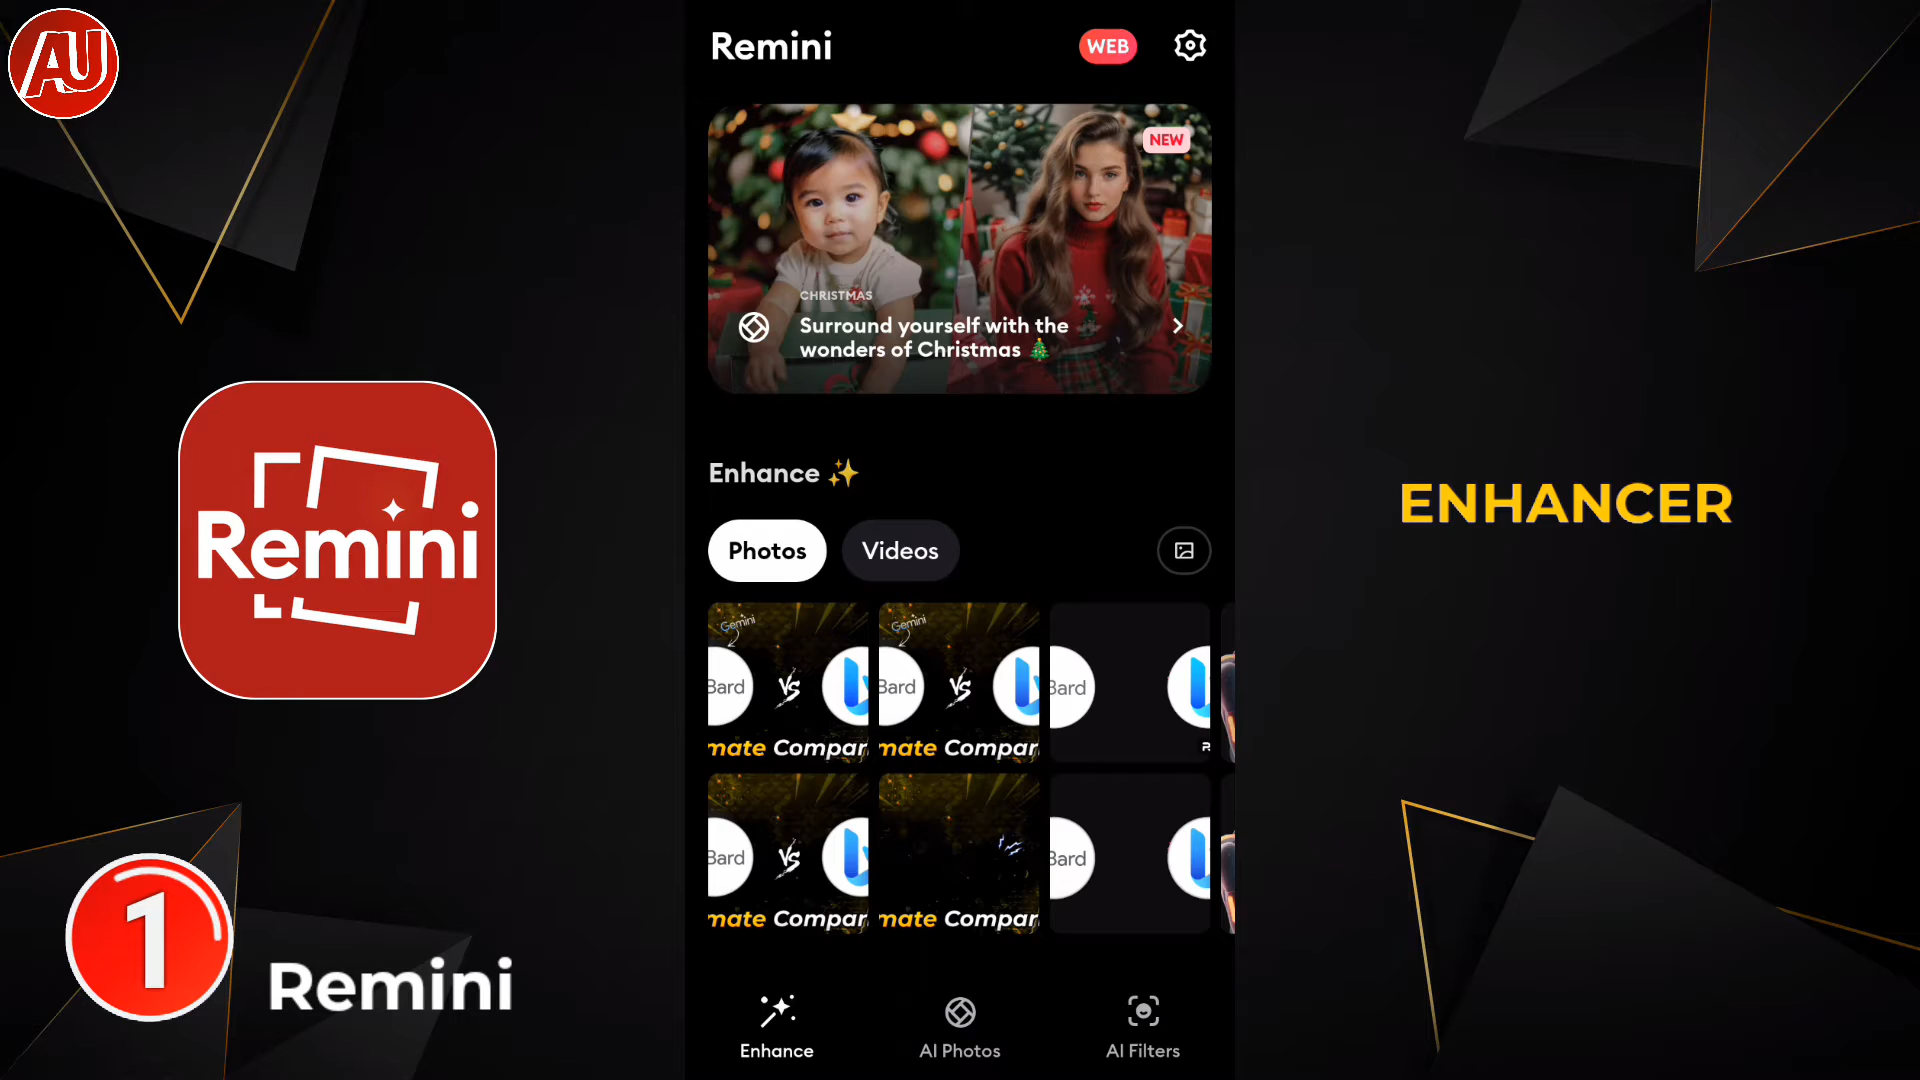 AU
Remini
WEB
NEW
CHRISTMAS
Surround yourself with the
wonders of Christmas 🎄
Remini
Enhance ✨
ENHANCER
Photos
Videos
Gemini
Bard
VS
mate Compar
Gemini
Bard
VS
mate Compar
Bard
Bard
VS
mate Compar
mate Compar
Bard
1
Remini
Enhance
AI Photos
AI Filters